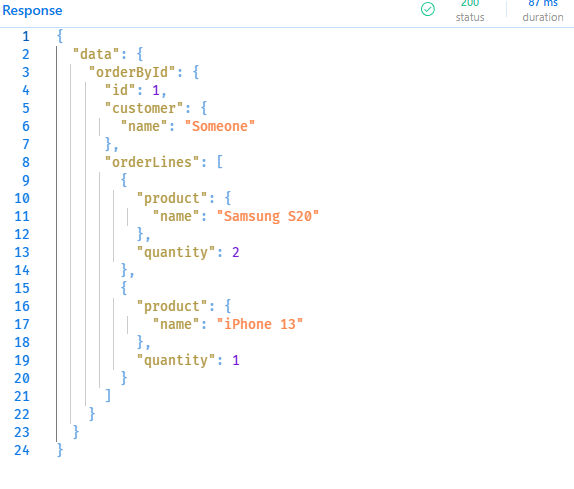 Response
200
status
87 ms
duration
1 {
2 "data": {
3 "orderById": {
4 "id": 1,
5 "customer": {
6 "name": "Someone"
7 },
8 "orderLines": [
9 {
10 "product": {
11 "name": "Samsung S20"
12 },
13 "quantity": 2
14 },
15 {
16 "product": {
17 "name": "iPhone 13"
18 },
19 "quantity": 1
20 }
21 ]
22 }
23 }
24 }